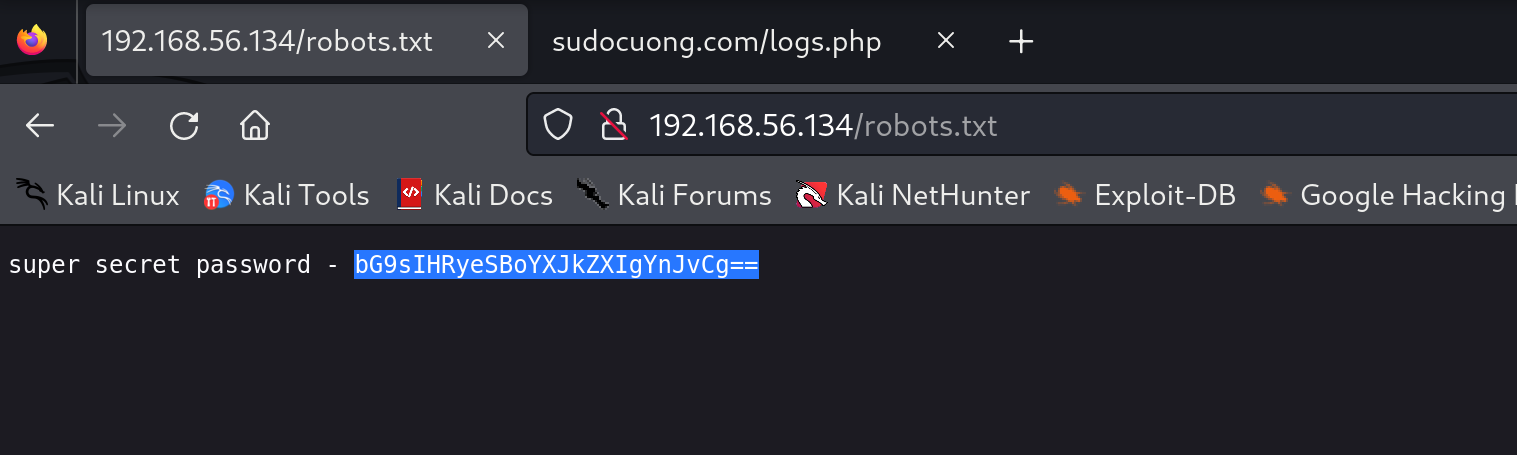 192.168.56.134/robots.txt
sudocuong.com/logs.php
192.168.56.134/robots.txt
Kali Linux
Kali Tools
Kali Docs
Kali Forums
Kali NetHunter
Exploit-DB
Google Hacking
super secret password - bG9sIHRyeSBoYXJkZXIgYnJvCg==